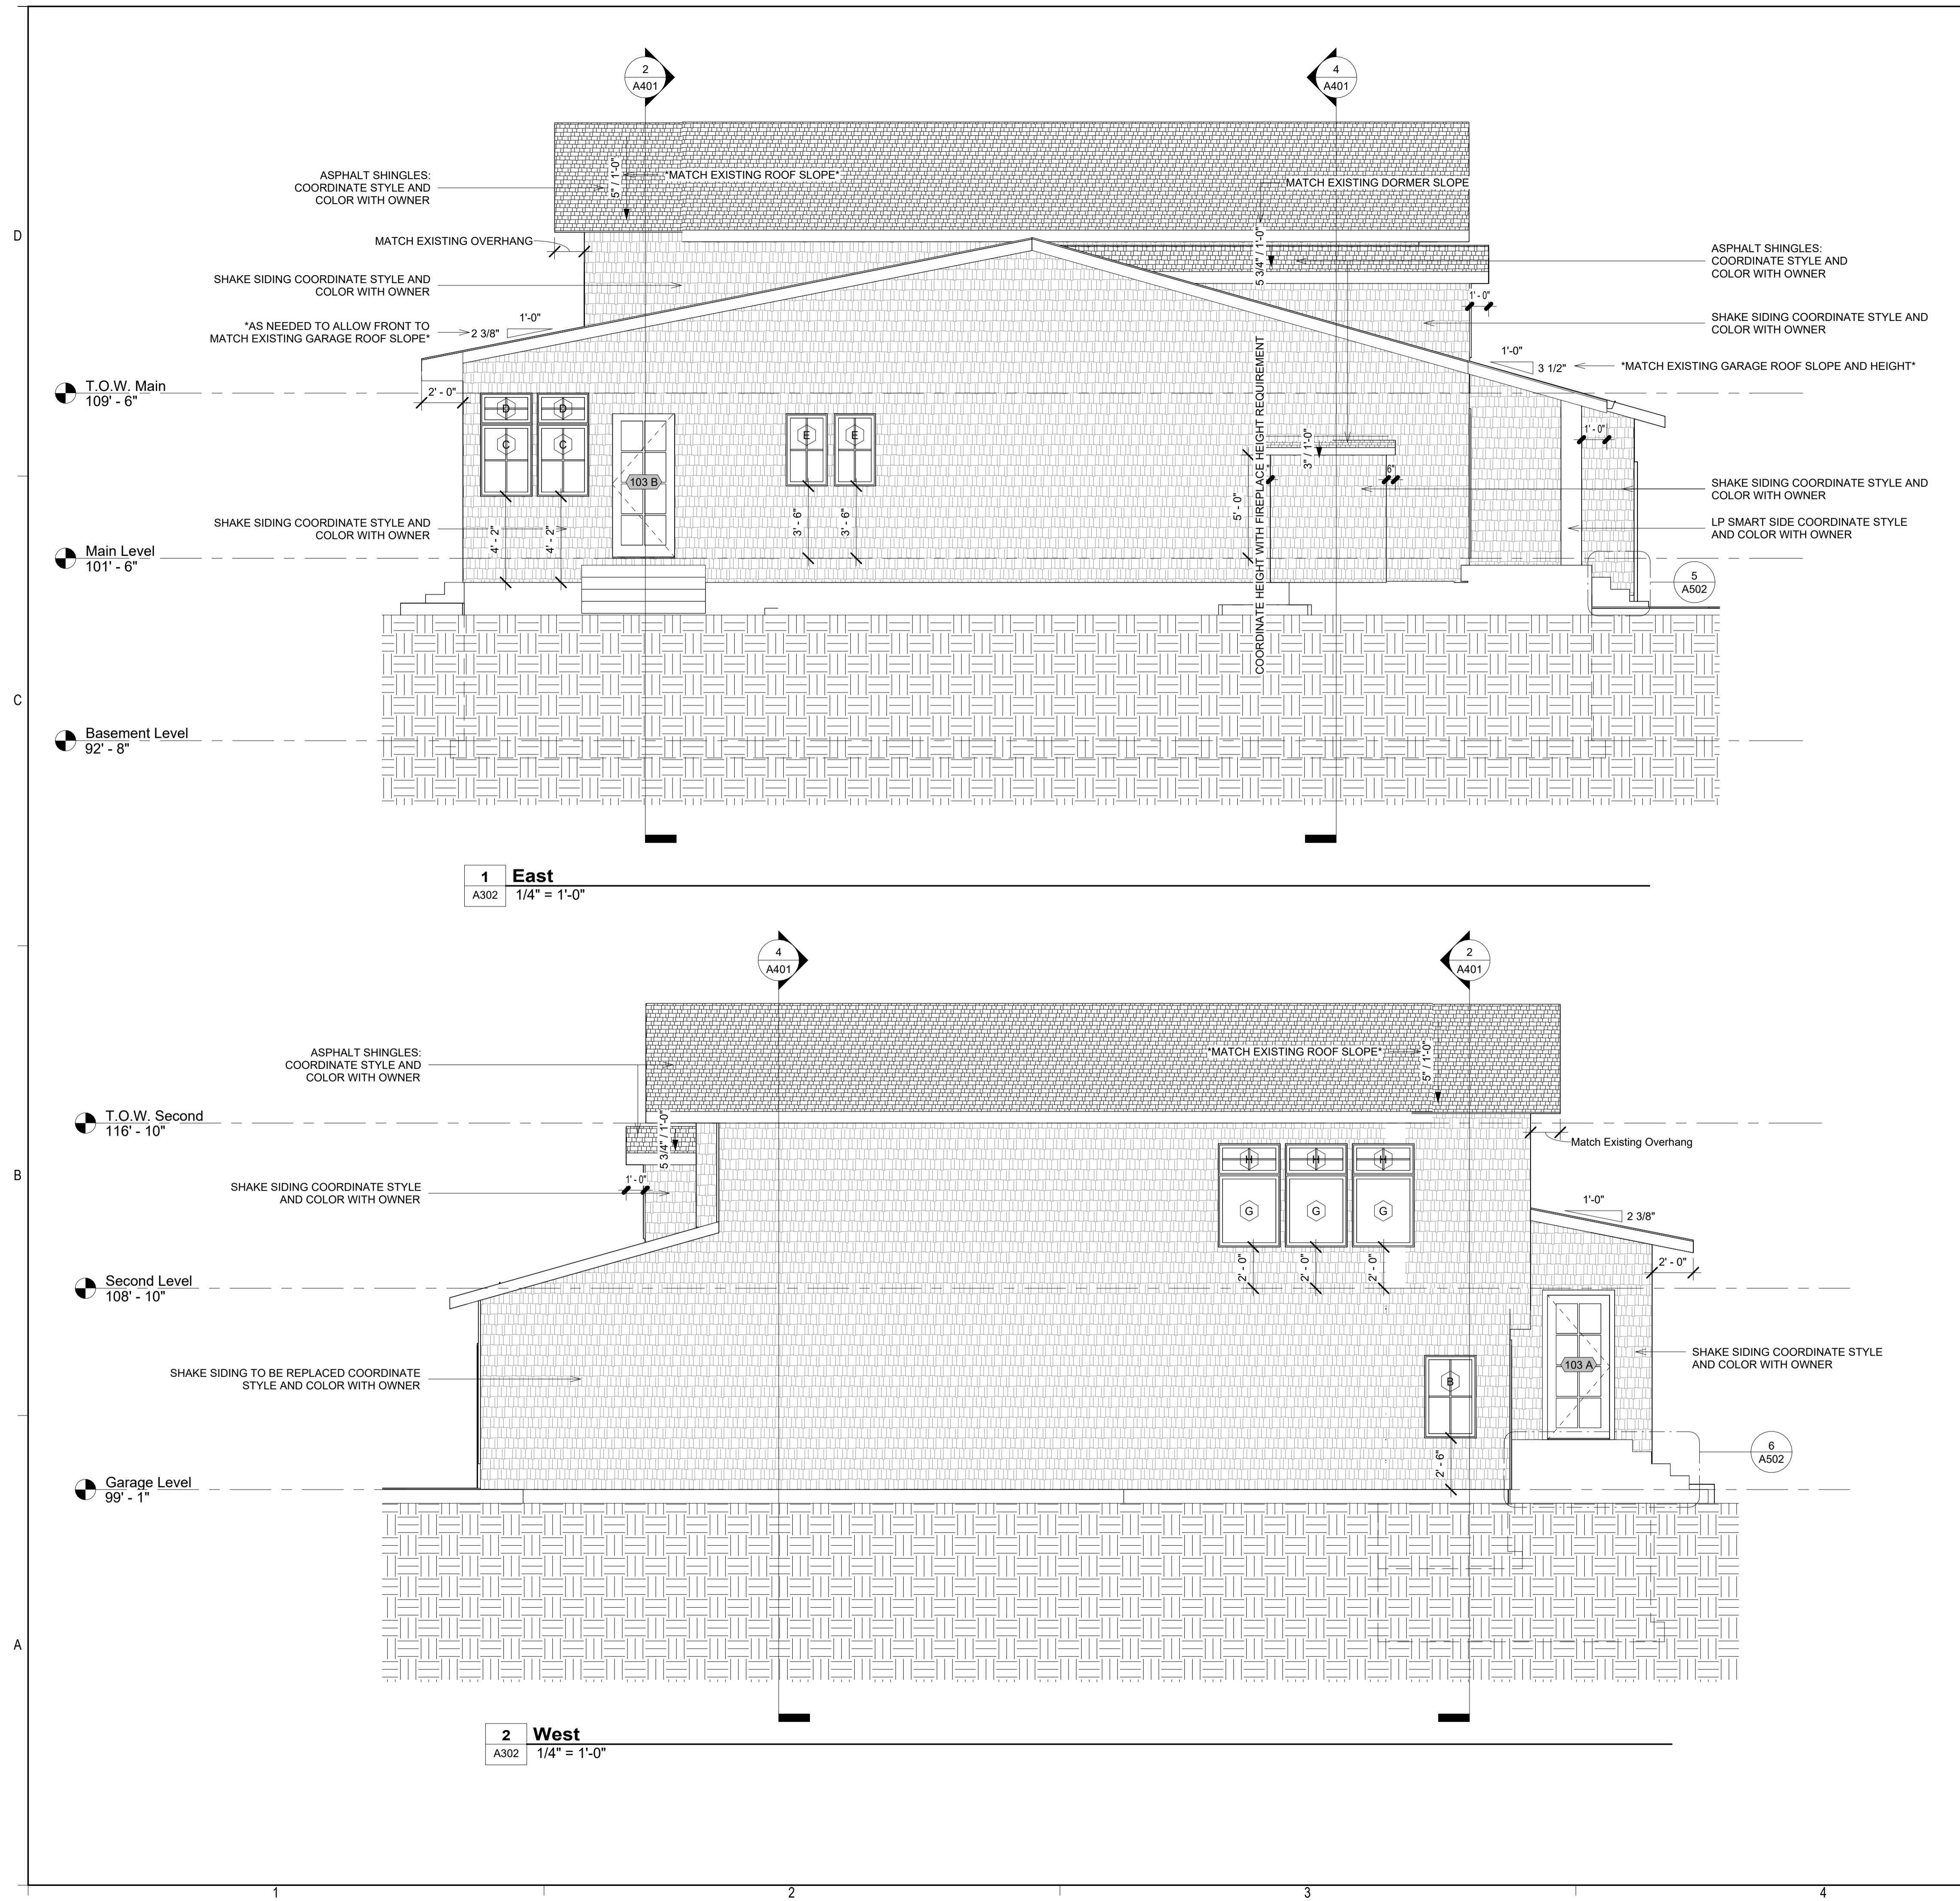 2
A401
4
A401
ASPHALT SHINGLES:
COORDINATE STYLE AND
COLOR WITH OWNER
5" / 1'-0"
*MATCH EXISTING ROOF SLOPE*
MATCH EXISTING DORMER SLOPE
D
MATCH EXISTING OVERHANG
5 3/4" / 1'-0"
ASPHALT SHINGLES:
COORDINATE STYLE AND
COLOR WITH OWNER
SHAKE SIDING COORDINATE STYLE AND
COLOR WITH OWNER
1' - 0"
*AS NEEDED TO ALLOW FRONT TO
MATCH EXISTING GARAGE ROOF SLOPE*
2 3/8"
1'-0"
SHAKE SIDING COORDINATE STYLE AND
COLOR WITH OWNER
1'-0"
3 1/2"
*MATCH EXISTING GARAGE ROOF SLOPE AND HEIGHT*
T.O.W. Main
109' - 6"
2' - 0"
D
D
C
C
103 B
E
E
COORDINATE HEIGHT WITH FIREPLACE HEIGHT REQUIREMENT
3" / 1'-0"
1' - 0"
6"
5' - 0"
SHAKE SIDING COORDINATE STYLE AND
COLOR WITH OWNER
SHAKE SIDING COORDINATE STYLE AND
COLOR WITH OWNER
4' - 2"
4' - 2"
3' - 6"
3' - 6"
LP SMART SIDE COORDINATE STYLE
AND COLOR WITH OWNER
Main Level
101' - 6"
5
A502
C
Basement Level
92' - 8"
1
East
A302
1/4" = 1'-0"
4
A401
2
A401
ASPHALT SHINGLES:
COORDINATE STYLE AND
COLOR WITH OWNER
*MATCH EXISTING ROOF SLOPE*
5" / 1'-0"
T.O.W. Second
116' - 10"
5 3/4" / 1'-0"
Match Existing Overhang
B
H
H
H
SHAKE SIDING COORDINATE STYLE
AND COLOR WITH OWNER
1' - 0"
G
G
G
1'-0"
2 3/8"
2' - 0"
2' - 0"
2' - 0"
2' - 0"
Second Level
108' - 10"
SHAKE SIDING TO BE REPLACED COORDINATE
STYLE AND COLOR WITH OWNER
B
103 A
SHAKE SIDING COORDINATE STYLE
AND COLOR WITH OWNER
2' - 6"
6
A502
Garage Level
99' - 1"
A
2
West
A302
1/4" = 1'-0"
1
2
3
4